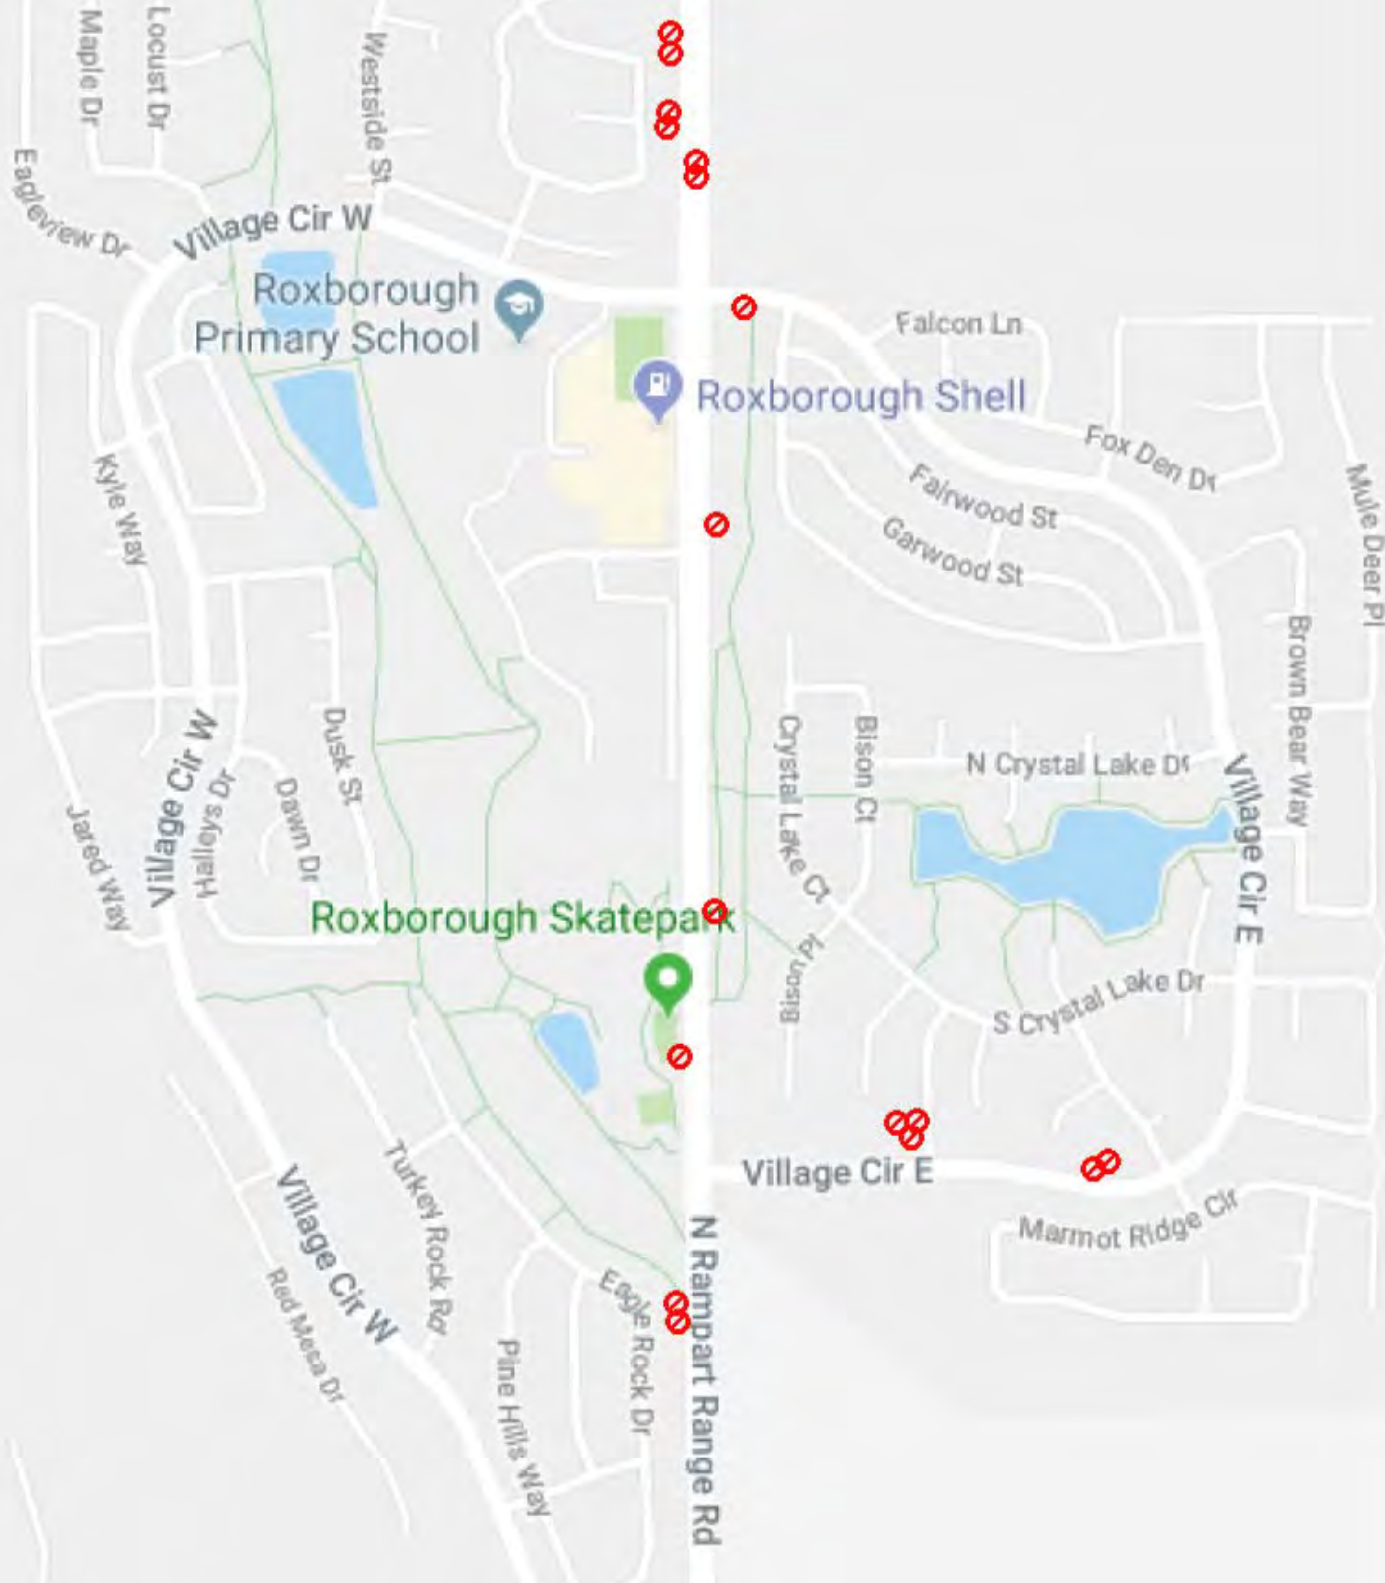 Maple Dr
Locust Dr
Westside St
Eagleview Dr
Village Cir W
Roxborough
Primary School
Falcon Ln
Roxborough Shell
Fox Den Dr
Kyle Way
Fairwood St
Garwood St
Mule Deer Pl
Brown Bear Way
Dusk St
Crystal Lake Ct
Bison Ct
N Crystal Lake Dr
Village Cir W
Halleys Dr
Dawn Dr
Jared Way
Village Cir E
Roxborough Skatepark
Bison Pl
S Crystal Lake Dr
Village Cir E
Turkey Rock Rd
Village Cir W
Marmot Ridge Cir
N Rampart Range Rd
Red Mesa Dr
Eagle Rock Dr
Pine Hills Way